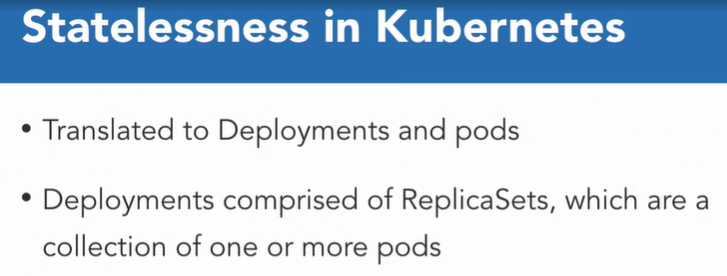 Statelessness in Kubernetes
• Translated to Deployments and pods
• Deployments comprised of ReplicaSets, which are a
collection of one or more pods